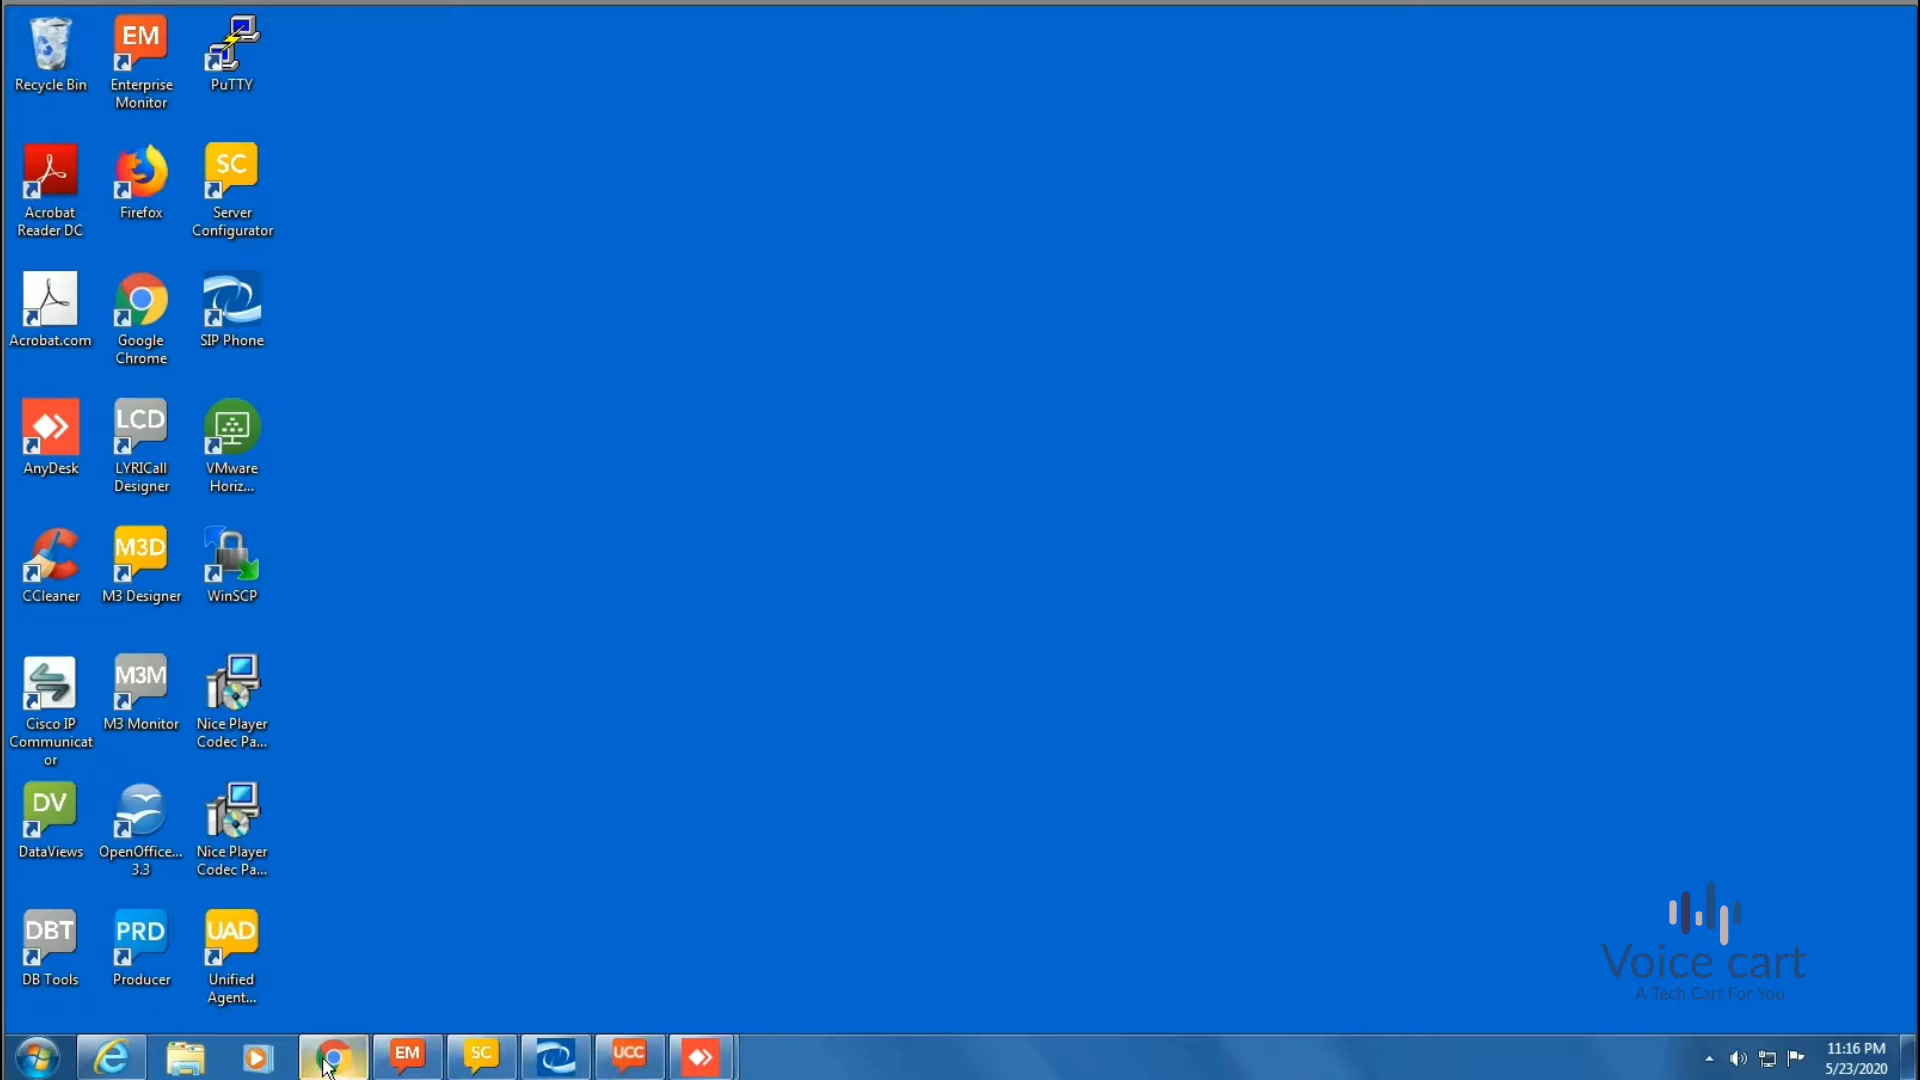 Recycle Bin
EM
Enterprise
Monitor
PuTTY
Acrobat
Reader DC
Firefox
SC
Server
Configurator
Acrobat.com
Google
Chrome
SIP Phone
AnyDesk
LCD
LYRICall
Designer
VMware
Horiz...
CCleaner
M3D
M3 Designer
WinSCP
Cisco IP
Communicat
or
M3M
M3 Monitor
Nice Player
Codec Pa...
DV
DataViews
OpenOffice...
3.3
Nice Player
Codec Pa...
DBT
DB Tools
PRD
Producer
UAD
Unified
Agent...
Voice cart
A Tech Cart For You
EM
SC
UCC
11:16 PM
5/23/2020